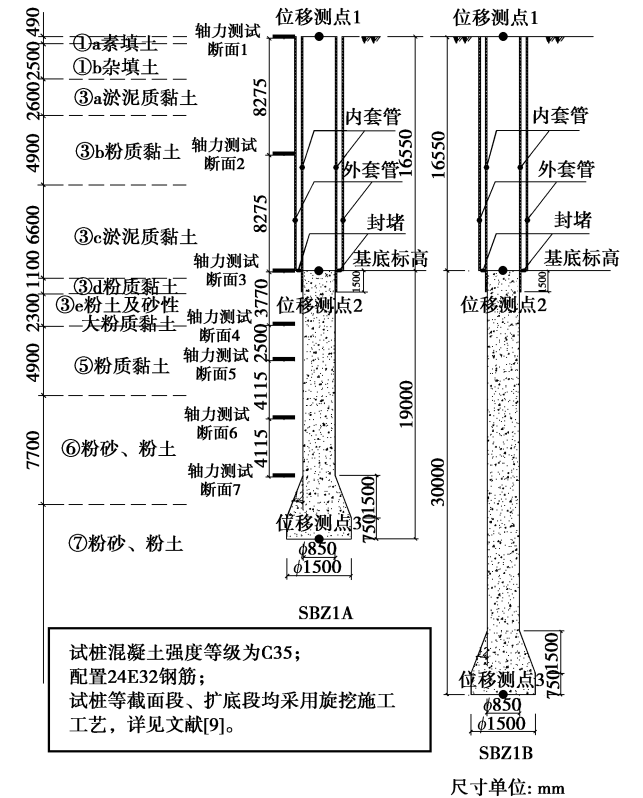 位移测点1
位移测点1
490
①a素填土
轴力测试
断面1
2500
①b杂填土
2600
③a淤泥质黏土
8275
内套管
内套管
4900
③b粉质黏土
轴力测试
断面2
16550
16550
外套管
外套管
6600
③c淤泥质黏土
8275
封堵
封堵
1100
轴力测试
断面3
基底标高
基底标高
③d粉质黏土
1500
1500
2300
③e粉土及砂性
大粉质黏土
3770
位移测点2
位移测点2
轴力测试
断面4
2500
4900
⑤粉质黏土
轴力测试
断面5
4115
19000
轴力测试
断面6
7700
⑥粉砂、粉土
4115
30000
轴力测试
断面7
1500
⑦粉砂、粉土
位移测点3
750
ϕ850
ϕ1500
SBZ1A
试桩混凝土强度等级为C35；
配置24E32钢筋；
试桩等截面段、扩底段均采用旋挖施工
工艺，详见文献[9]。
1500
位移测点3
750
ϕ850
ϕ1500
SBZ1B
尺寸单位: mm